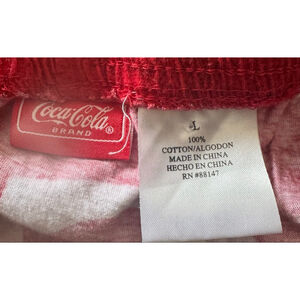 Coca-Cola
BRAND
L
100%
COTTON/ALGODON
MADE IN CHINA
HECHO EN CHINA
RN #88147